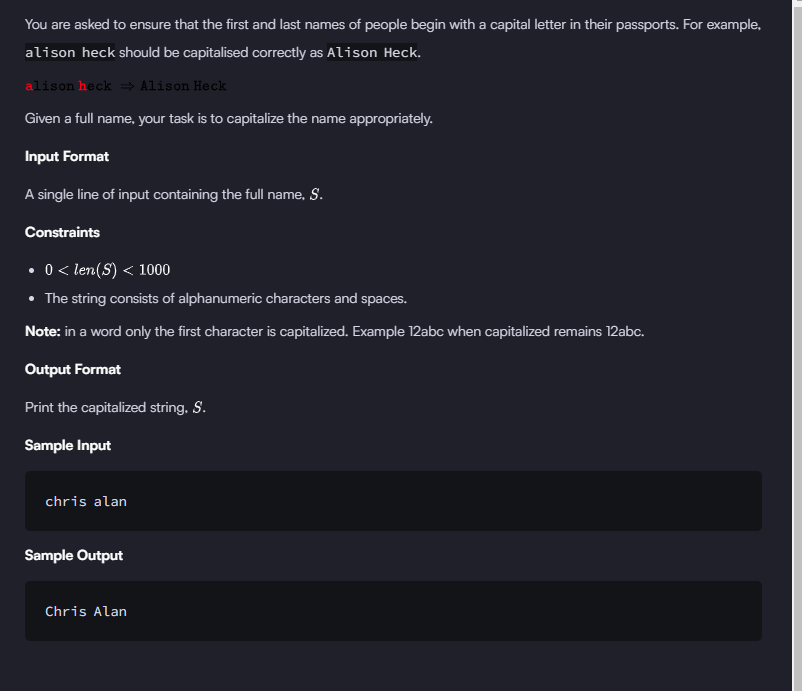 You are asked to ensure that the first and last names of people begin with a capital letter in their passports. For example,
alison heck should be capitalised correctly as Alison Heck.
alison heck ⇒ Alison Heck
Given a full name, your task is to capitalize the name appropriately.
Input Format
A single line of input containing the full name, S.
Constraints
• 0 < len(S) < 1000
• The string consists of alphanumeric characters and spaces.
Note: in a word only the first character is capitalized. Example 12abc when capitalized remains 12abc.
Output Format
Print the capitalized string, S.
Sample Input
chris alan
Sample Output
Chris Alan